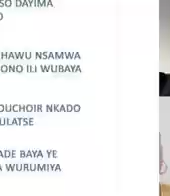 SO DAYIMA
O
HAWU NSAMWA
ONO ILI WUBAYA
OUCHOIR NKADO
ULATSE
ADE BAYA YE
A WURUMIYA